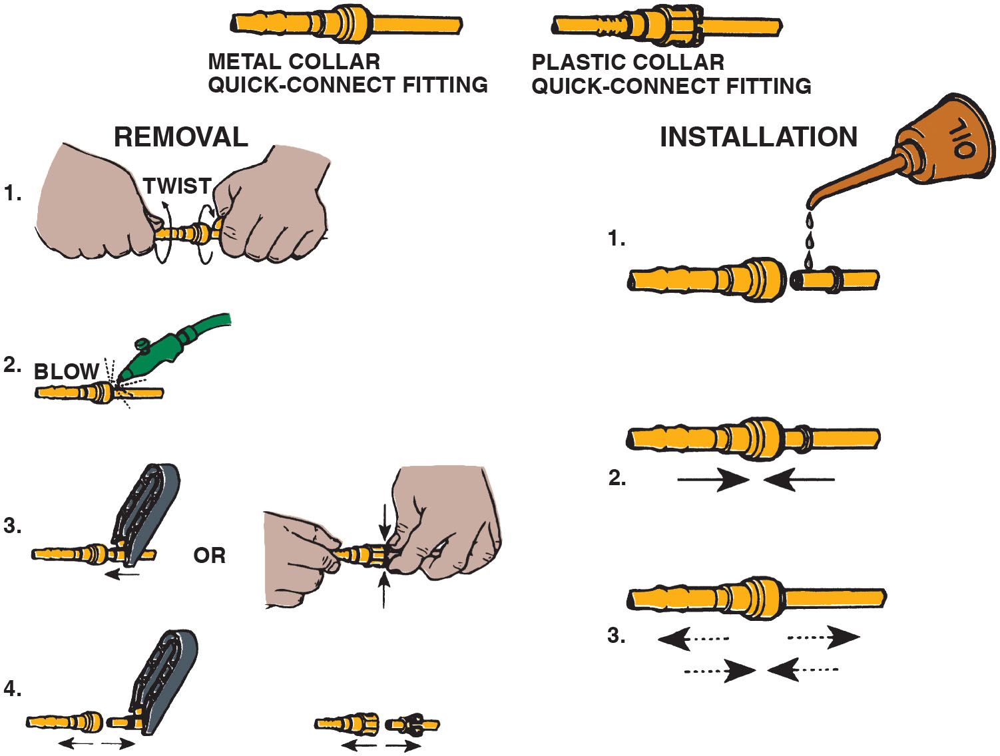 METAL COLLAR
QUICK-CONNECT FITTING
PLASTIC COLLAR
QUICK-CONNECT FITTING
REMOVAL
1.
TWIST
2.
BLOW
3.
OR
4.
INSTALLATION
OIL
1.
2.
3.